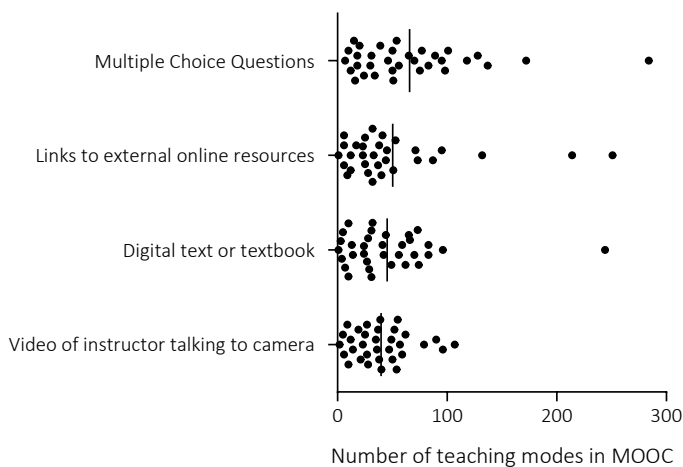 Multiple Choice Questions
Links to external online resources
Digital text or textbook
Video of instructor talking to camera
0 100 200 300
Number of teaching modes in MOOC